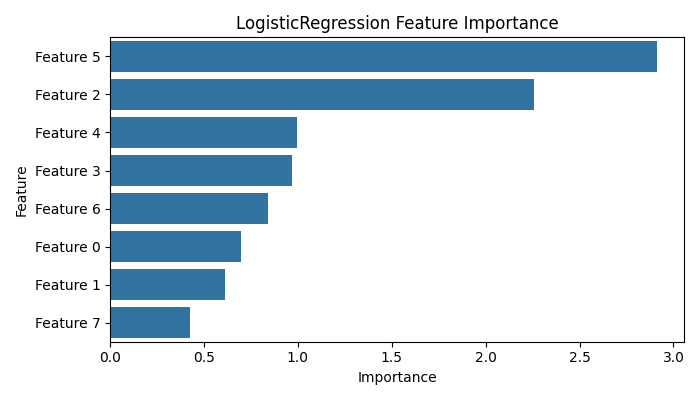 LogisticRegression Feature Importance
Feature 5
Feature 2
Feature 4
Feature 3
Feature 6
Feature 0
Feature 1
Feature 7
Feature
0.0 0.5 1.0 1.5 2.0 2.5 3.0
Importance